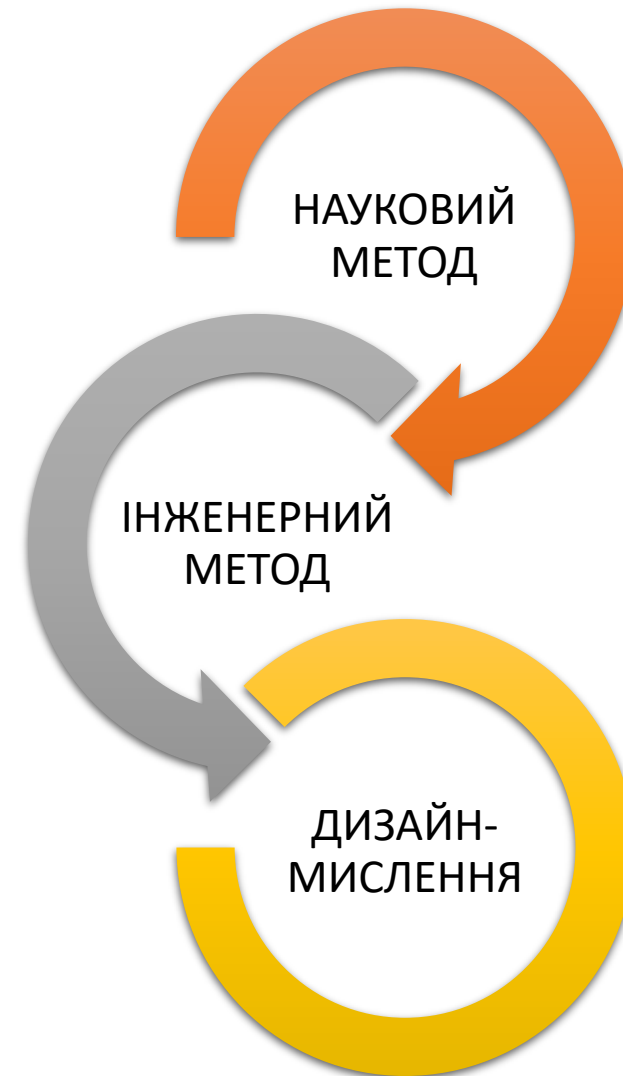 НАУКОВИЙ
МЕТОД
ІНЖЕНЕРНИЙ
МЕТОД
ДИЗАЙН-
МИСЛЕННЯ